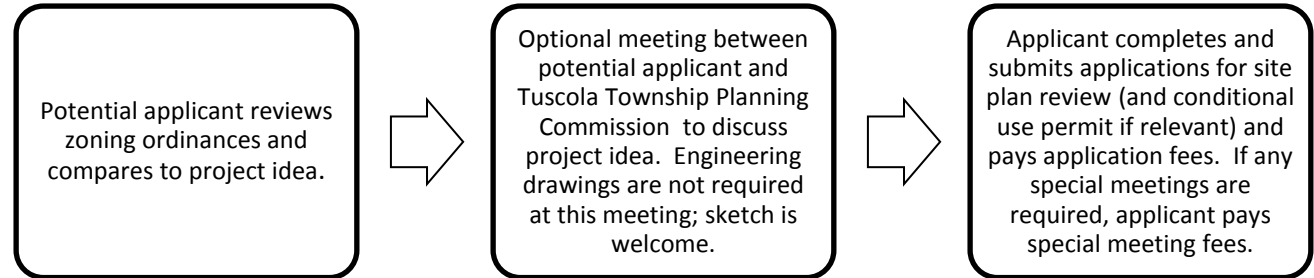 Potential applicant reviews
zoning ordinances and
compares to project idea.
Optional meeting between
potential applicant and
Tuscola Township Planning
Commission to discuss
project idea. Engineering
drawings are not required
at this meeting; sketch is
welcome.
Applicant completes and
submits applications for site
plan review (and conditional
use permit if relevant) and
pays application fees. If any
special meetings are
required, applicant pays
special meeting fees.